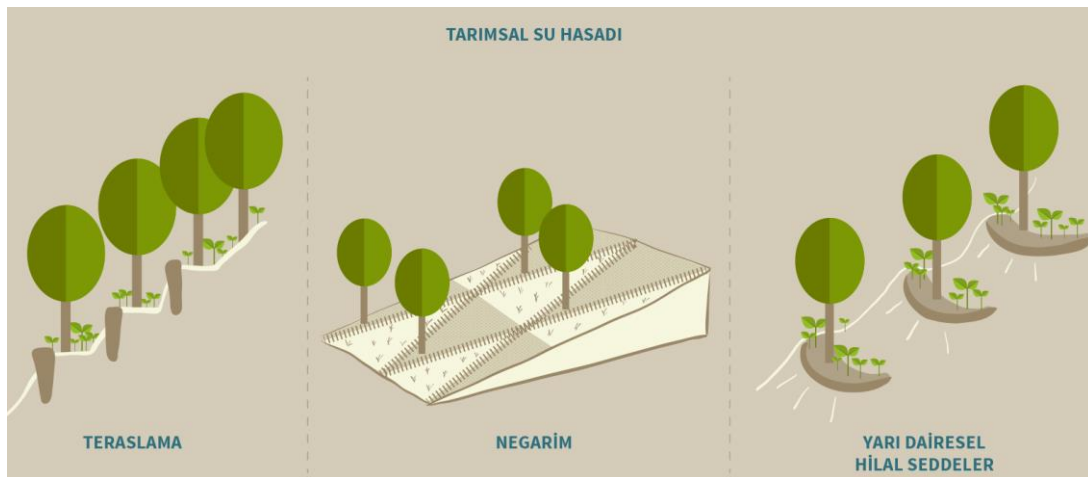 TARIMSAL SU HASADI
TERASLAMA
NEGARİM
YARI DAİRESEL
HİLAL SEDDELER